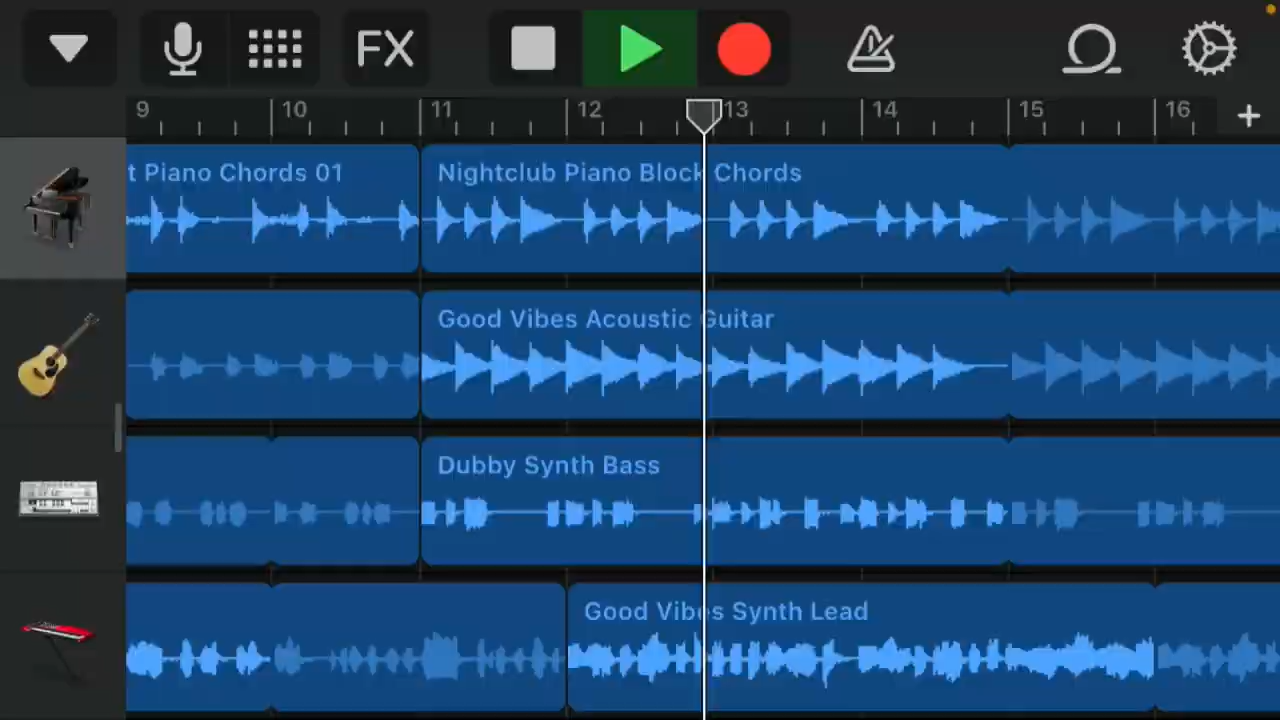 FX
9 10 11 12 13 14 15 16
t Piano Chords 01
Nightclub Piano Block Chords
Good Vibes Acoustic Guitar
Dubby Synth Bass
Good Vibes Synth Lead